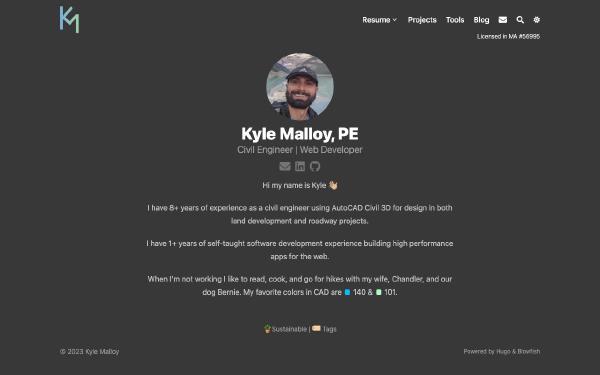 KM
Resume Projects Tools Blog
Licensed in MA #56995
Kyle Malloy, PE
Civil Engineer | Web Developer
Hi my name is Kyle 👋🏼
I have 8+ years of experience as a civil engineer using AutoCAD Civil 3D for design in both
land development and roadway projects.
I have 1+ years of self-taught software development experience building high performance
apps for the web.
When I'm not working I like to read, cook, and go for hikes with my wife, Chandler, and our
dog Bernie. My favorite colors in CAD are 140 & 101.
Sustainable | Tags
© 2023 Kyle Malloy
Powered by Hugo & Blowfish